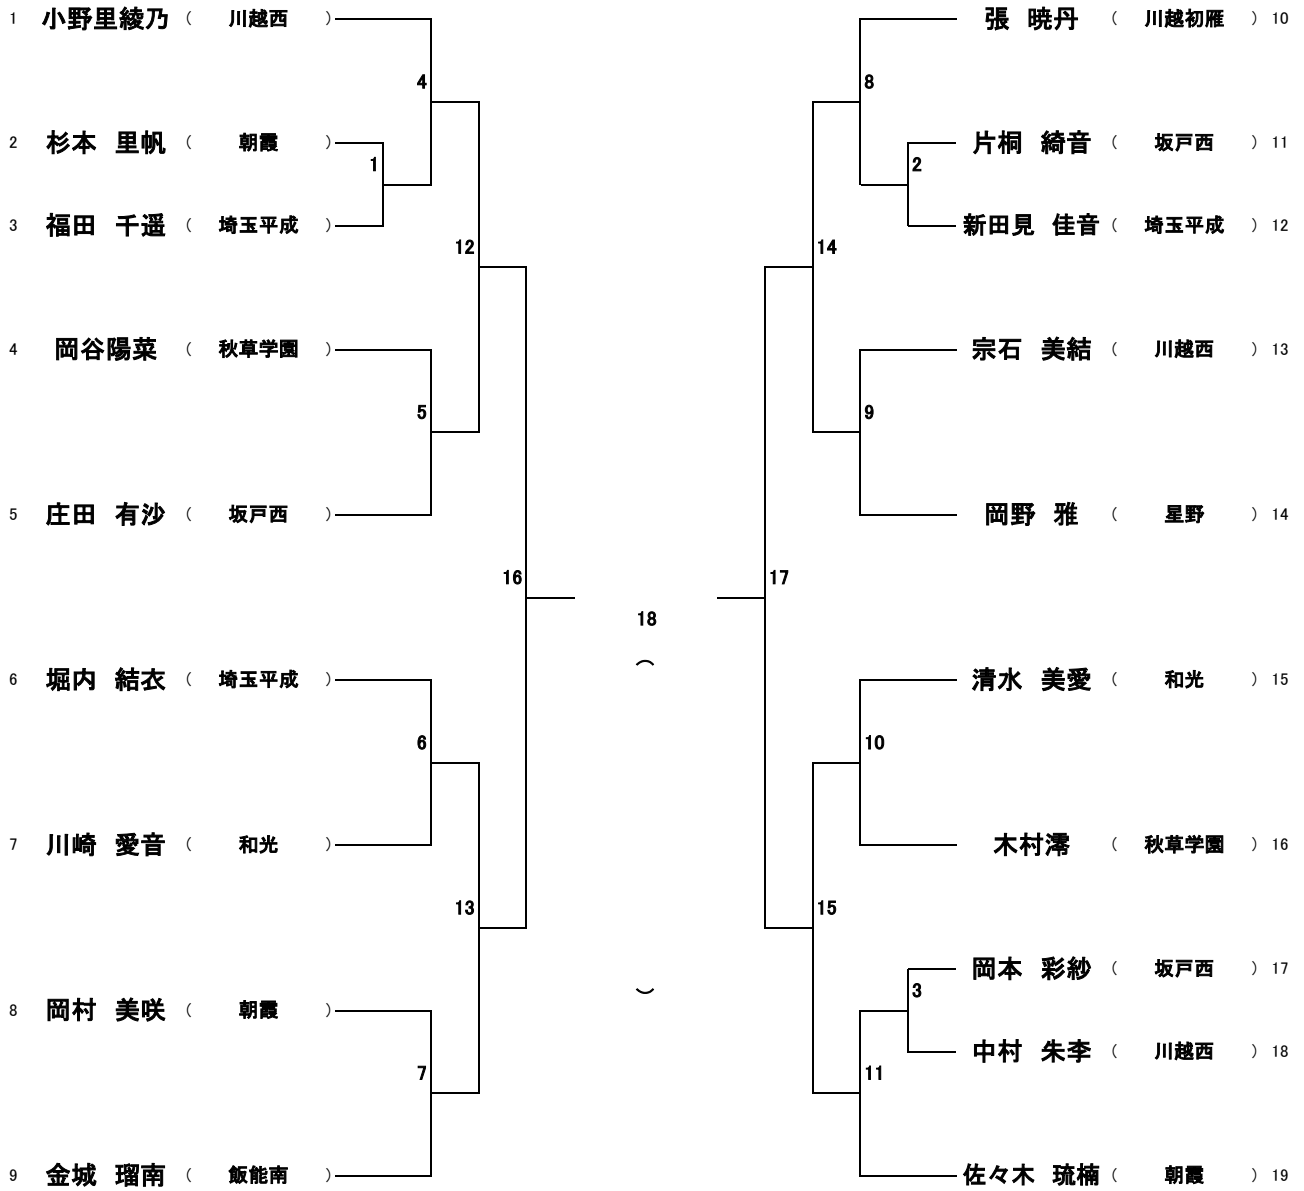 1 小野里綾乃 （ 川越西 ） 張 暁丹 （ 川越初雁 ） 10
4 8
2 杉本 里帆 （ 朝霞 ） 片桐 綺音 （ 坂戸西 ） 11
1 2
3 福田 千遥 （ 埼玉平成 ） 新田見 佳音 （ 埼玉平成 ） 12
12 14
4 岡谷陽菜 （ 秋草学園 ） 宗石 美結 （ 川越西 ） 13
5 9
5 庄田 有沙 （ 坂戸西 ） 岡野 雅 （ 星野 ） 14
16 17
18
（
6 堀内 結衣 （ 埼玉平成 ） 清水 美愛 （ 和光 ） 15
6 10
7 川崎 愛音 （ 和光 ） 木村澪 （ 秋草学園 ） 16
13 15
岡本 彩紗 （ 坂戸西 ） 17
）
3
8 岡村 美咲 （ 朝霞 ）
中村 朱李 （ 川越西 ） 18
7 11
9 金城 瑠南 （ 飯能南 ） 佐々木 琉楠 （ 朝霞 ） 19